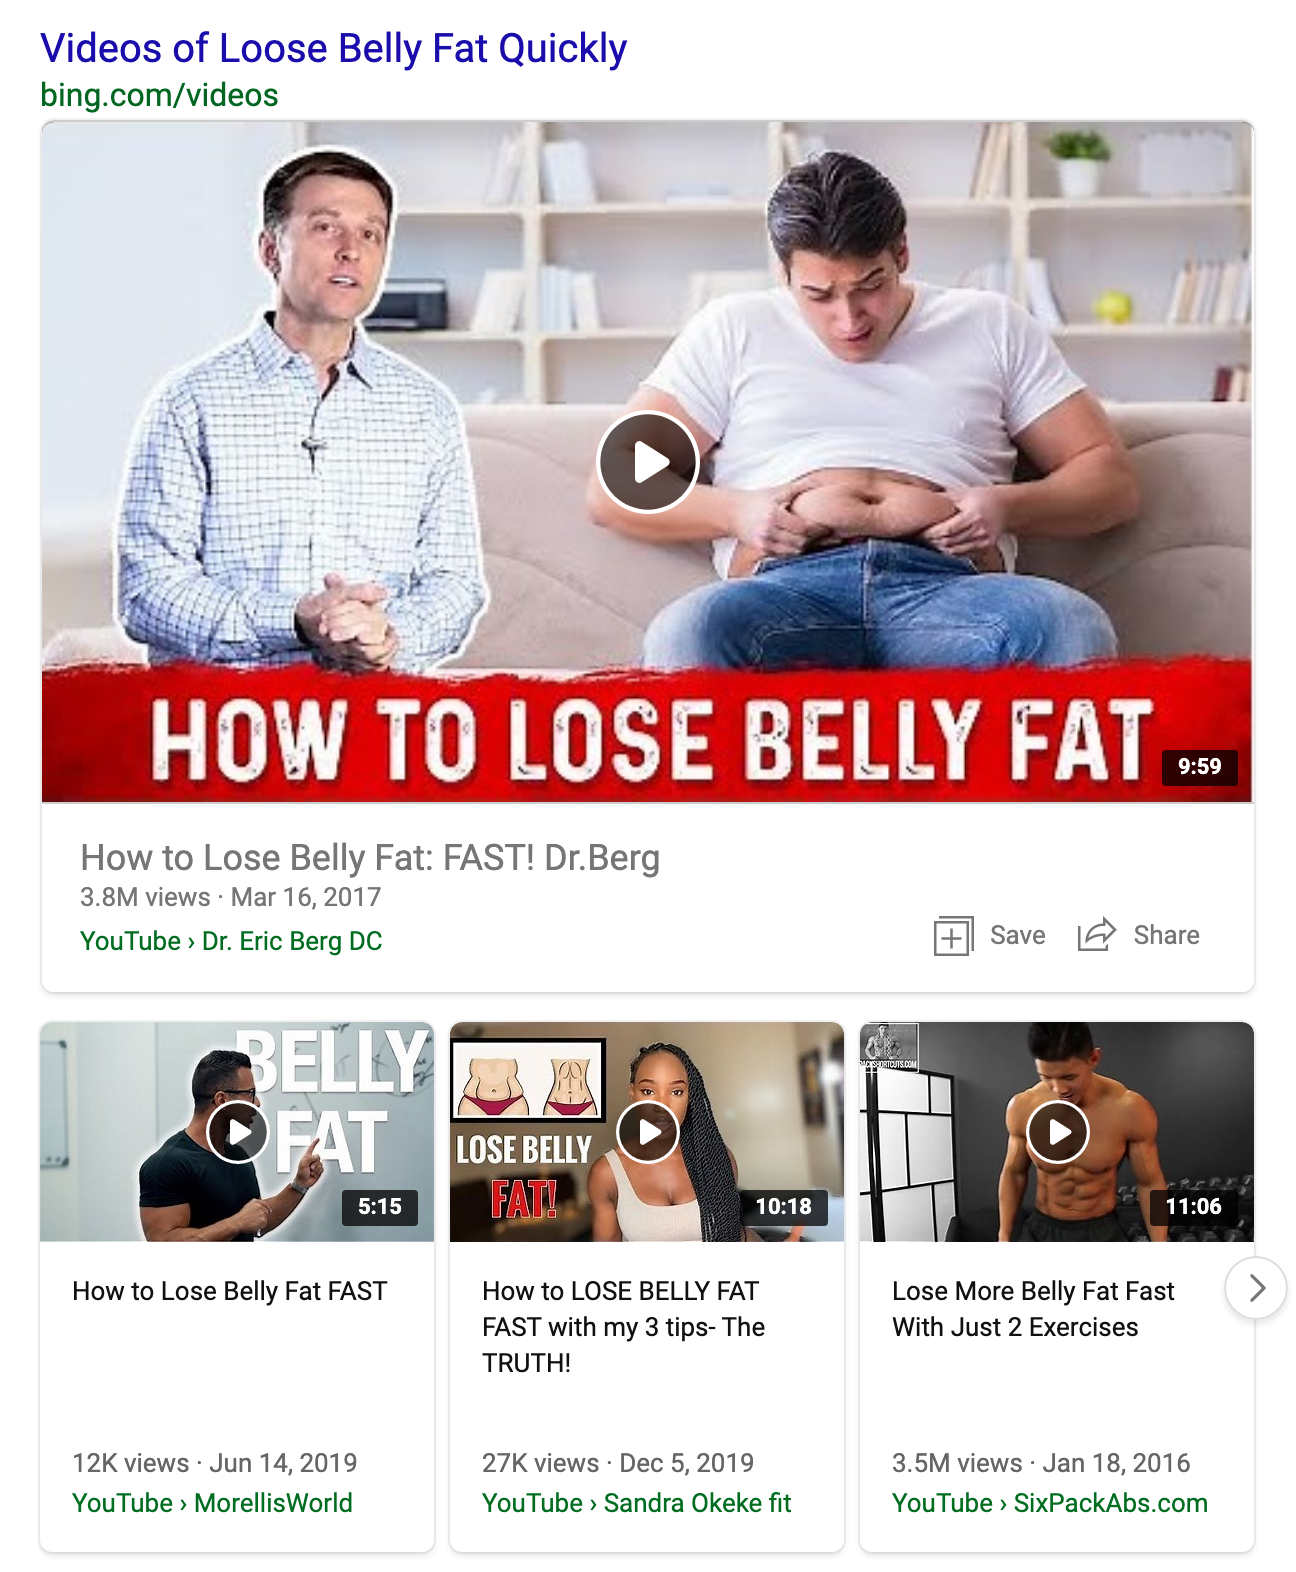 Videos of Loose Belly Fat Quickly
bing.com/videos
HOW TO LOSE BELLY FAT
9:59
How to Lose Belly Fat: FAST! Dr.Berg
3.8M views · Mar 16, 2017
YouTube › Dr. Eric Berg DC
Save
Share
BELLY
FAT
5:15
How to Lose Belly Fat FAST
12K views · Jun 14, 2019
YouTube › MorellisWorld
LOSE BELLY
FAT!
10:18
How to LOSE BELLY FAT
FAST with my 3 tips- The
TRUTH!
27K views · Dec 5, 2019
YouTube › Sandra Okeke fit
11:06
Lose More Belly Fat Fast
With Just 2 Exercises
3.5M views · Jan 18, 2016
YouTube › SixPackAbs.com